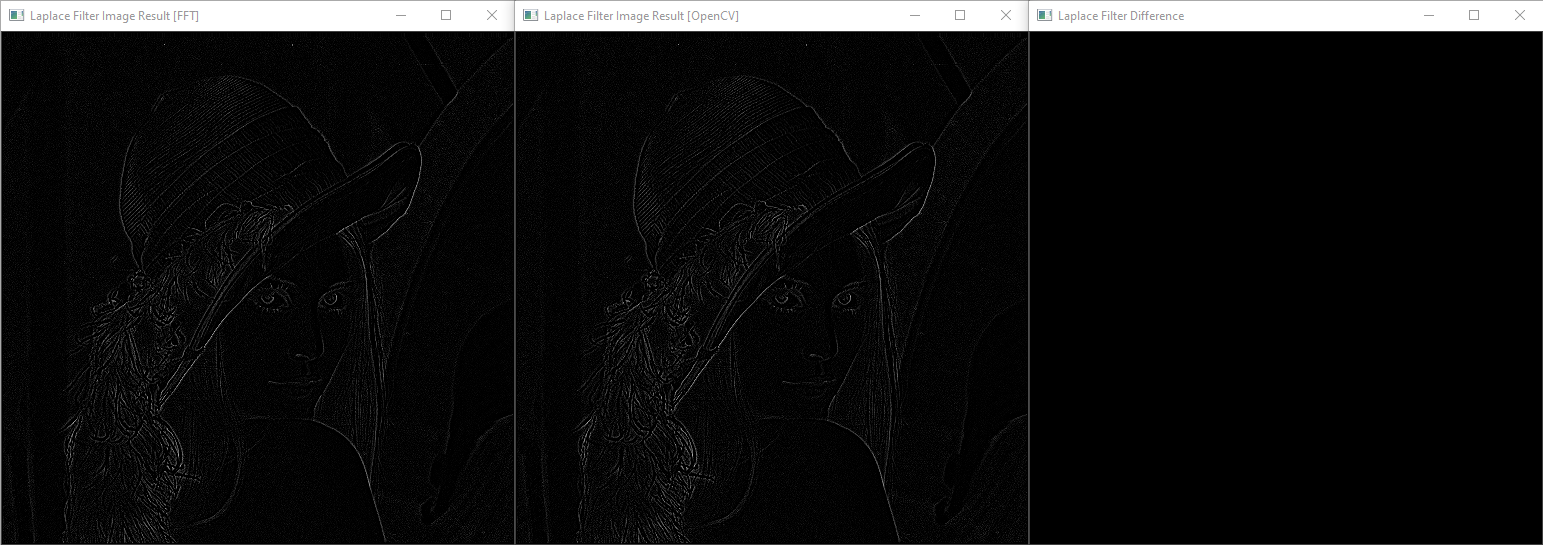 Laplace Filter Image Result [FFT]
Laplace Filter Image Result [OpenCV]
Laplace Filter Difference